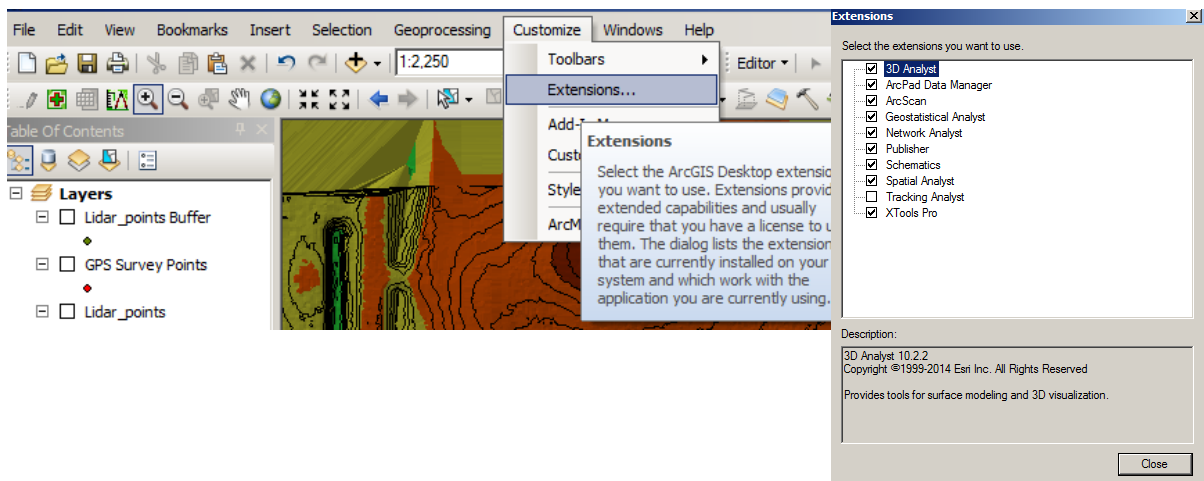 File Edit View Bookmarks Insert Selection Geoprocessing Customize Windows Help
1:2,250
Editor
Toolbars
Extensions...
Table Of Contents
Layers
Lidar_points Buffer
GPS Survey Points
Lidar_points
Extensions
Select the ArcGIS Desktop
you want to use. Extensions
extended capabilities and usually
require that you have a license to
them. The dialog lists the
that are currently installed on your
system and which work with the
application you are currently using.
Extensions
Select the extensions you want to use.
3D Analyst
ArcPad Data Manager
ArcScan
Geostatistical Analyst
Network Analyst
Publisher
Schematics
Spatial Analyst
Tracking Analyst
XTools Pro
Description:
3D Analyst 10.2.2
Copyright ©1999-2014 Esri Inc. All Rights Reserved
Provides tools for surface modeling and 3D visualization.
Close